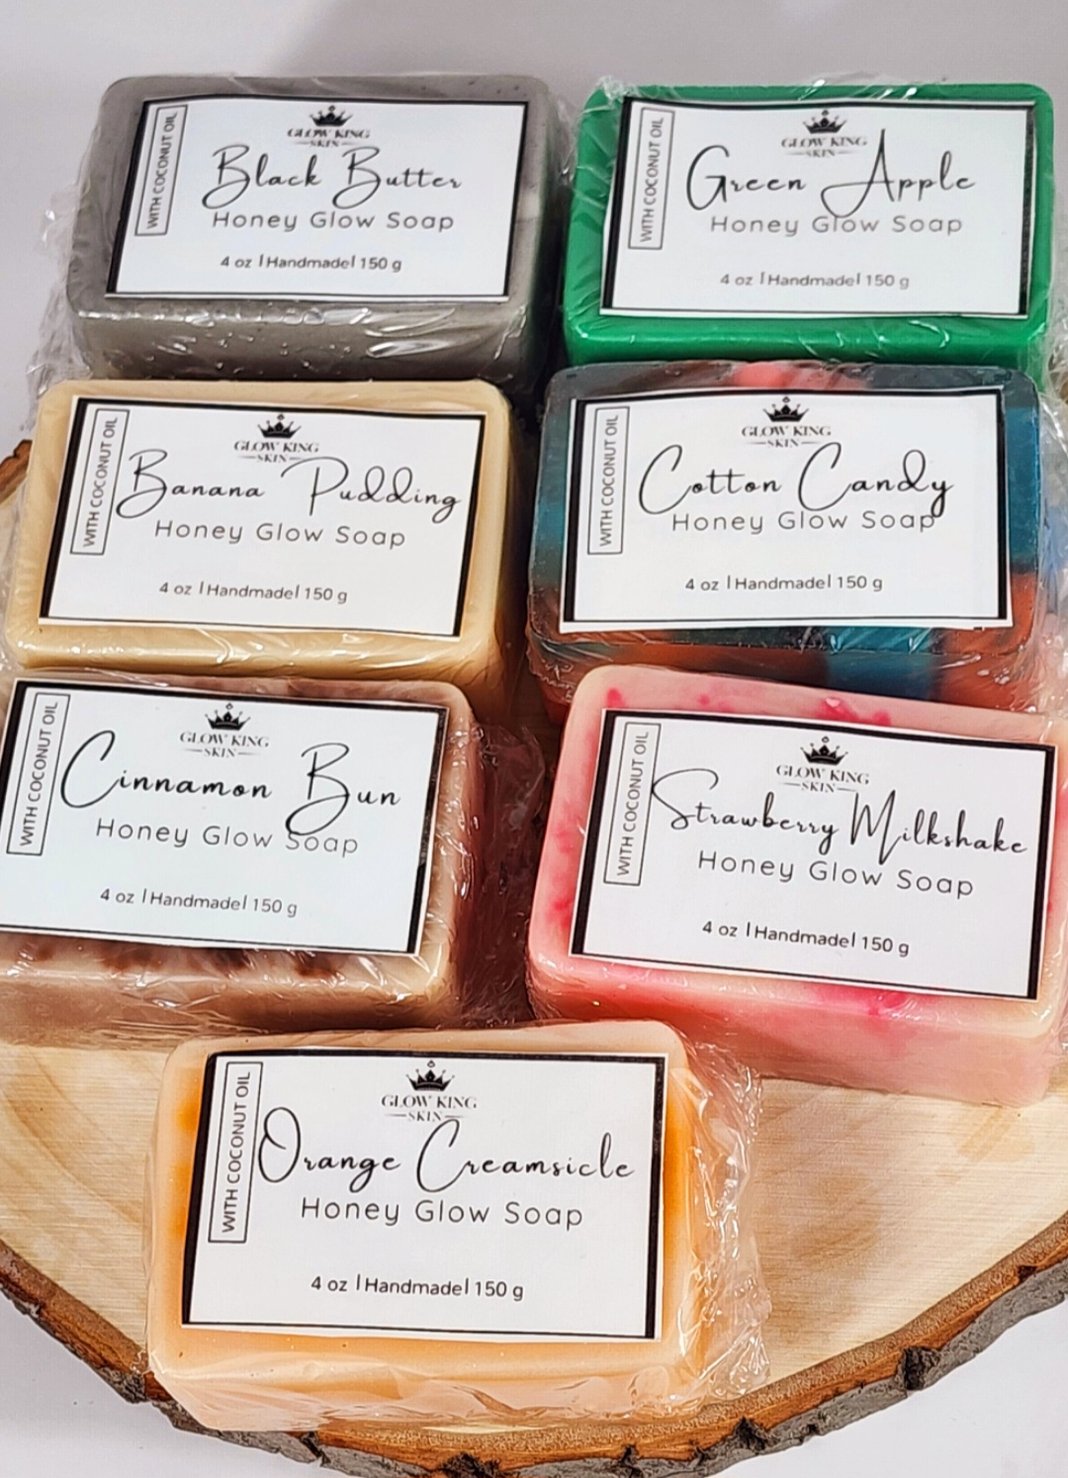 WITH COCONUT OIL
GLOW KING
SKIN
Black Butter
Honey Glow Soap
4 oz | Handmade | 150 g
WITH COCONUT OIL
GLOW KING
SKIN
Green Apple
Honey Glow Soap
4 oz | Handmade | 150 g
WITH COCONUT OIL
GLOW KING
SKIN
Banana Pudding
Honey Glow Soap
4 oz | Handmade | 150 g
WITH COCONUT OIL
GLOW KING
SKIN
Cotton Candy
Honey Glow Soap
4 oz | Handmade | 150 g
WITH COCONUT OIL
GLOW KING
SKIN
Cinnamon Bun
Honey Glow Soap
4 oz | Handmade | 150 g
WITH COCONUT OIL
GLOW KING
SKIN
Strawberry Milkshake
Honey Glow Soap
4 oz | Handmade | 150 g
WITH COCONUT OIL
GLOW KING
SKIN
Orange Creamsicle
Honey Glow Soap
4 oz | Handmade | 150 g